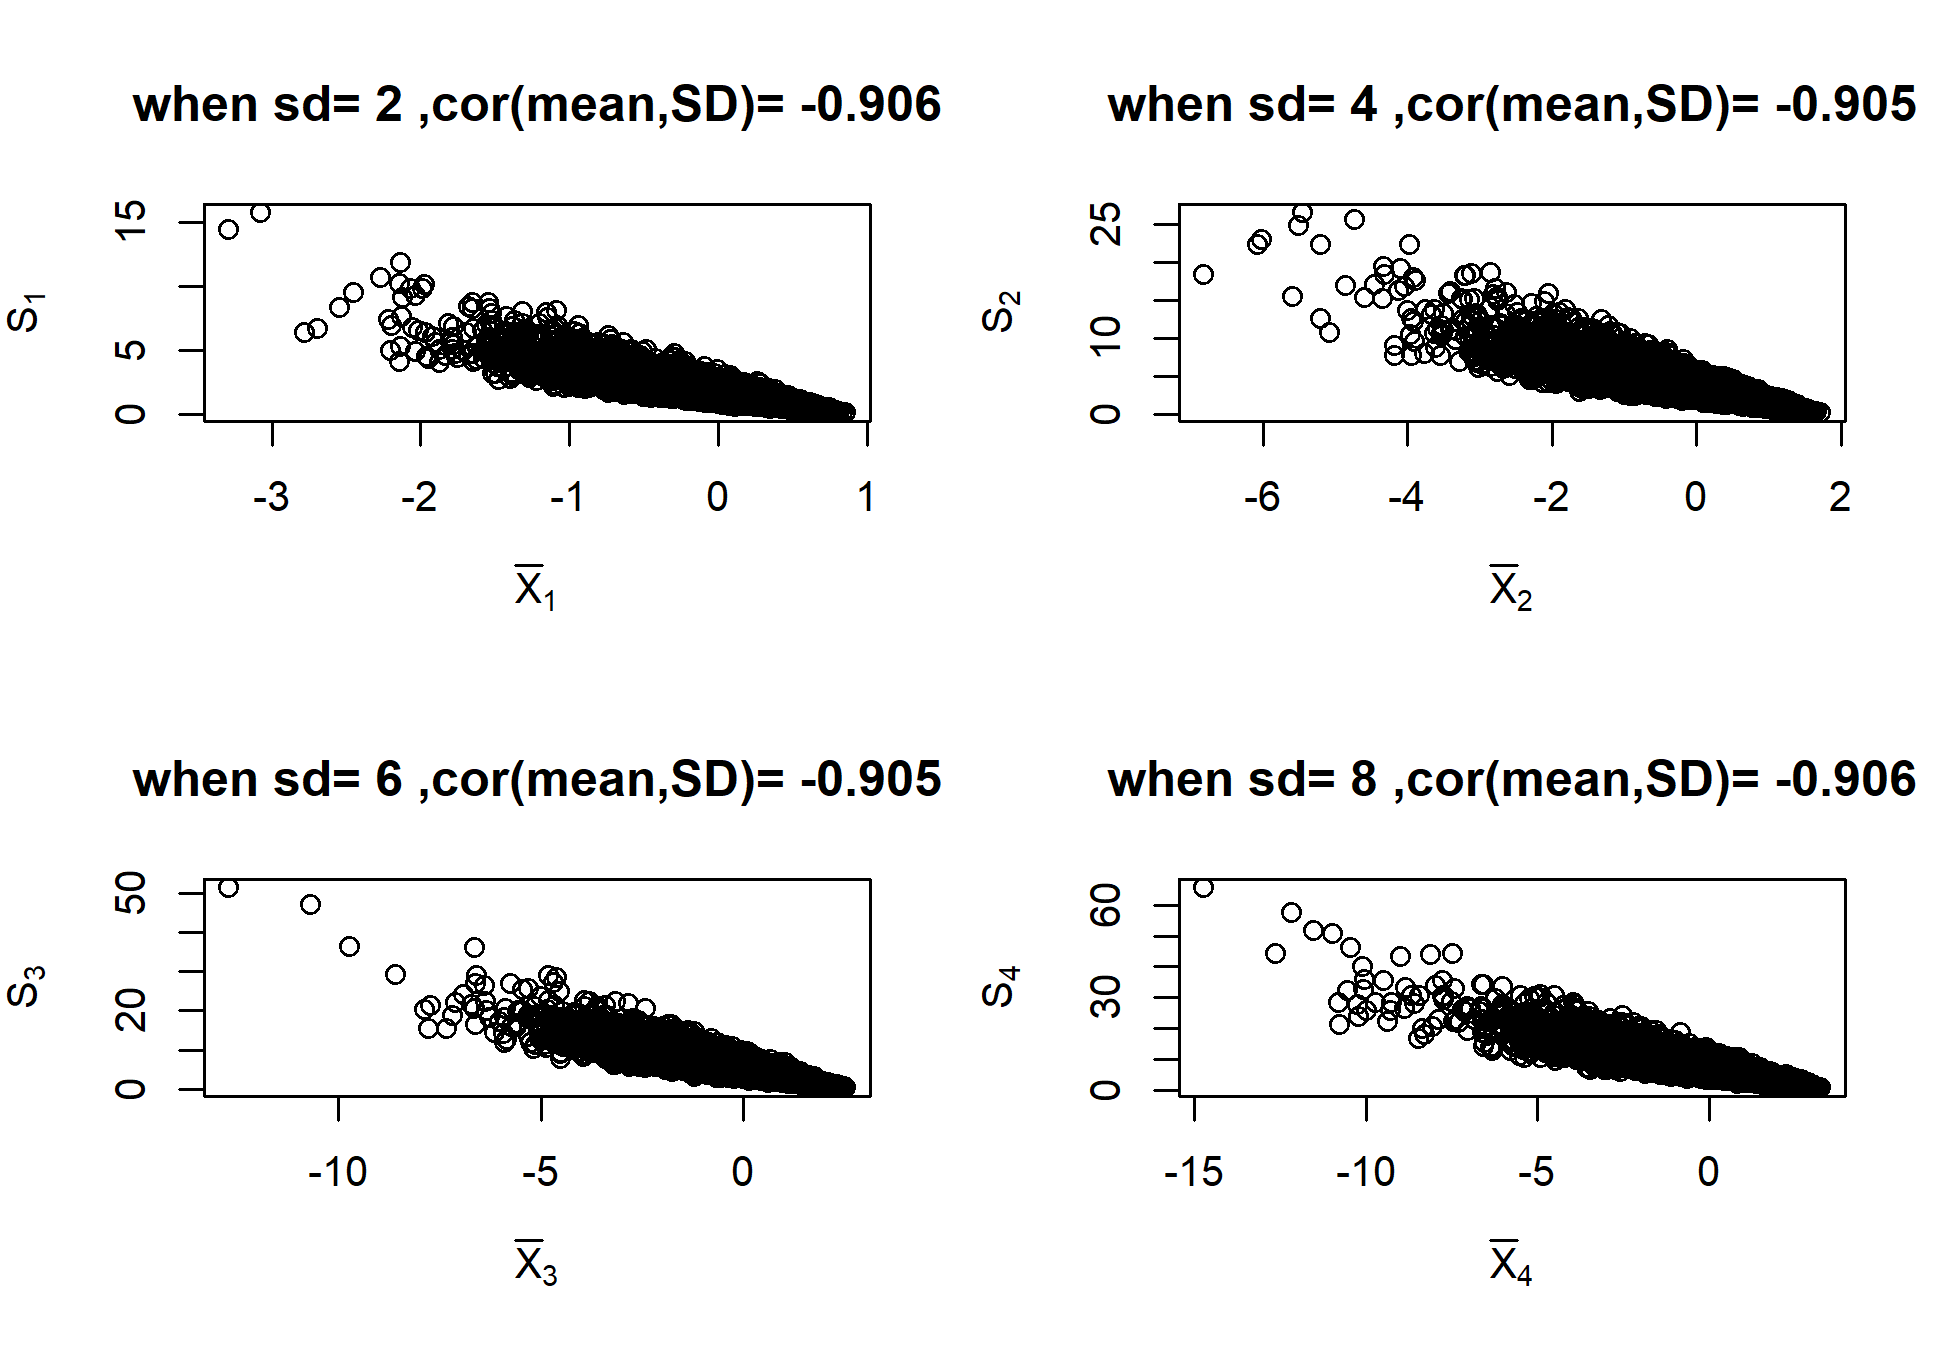 when sd= 2 ,cor(mean,SD)= -0.906
S1
15
5
0
-3 -2 -1 0 1
X̅1
when sd= 4 ,cor(mean,SD)= -0.905
S2
25
10
0
-6 -4 -2 0 2
X̅2
when sd= 6 ,cor(mean,SD)= -0.905
S3
50
20
0
-10 -5 0
X̅3
when sd= 8 ,cor(mean,SD)= -0.906
S4
60
30
0
-15 -10 -5 0
X̅4